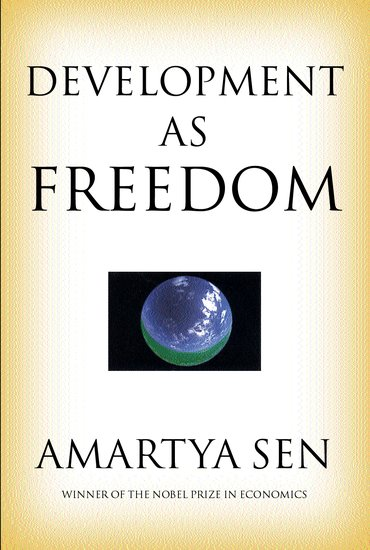 DEVELOPMENT
AS
FREEDOM
AMARTYA SEN
WINNER OF THE NOBEL PRIZE IN ECONOMICS